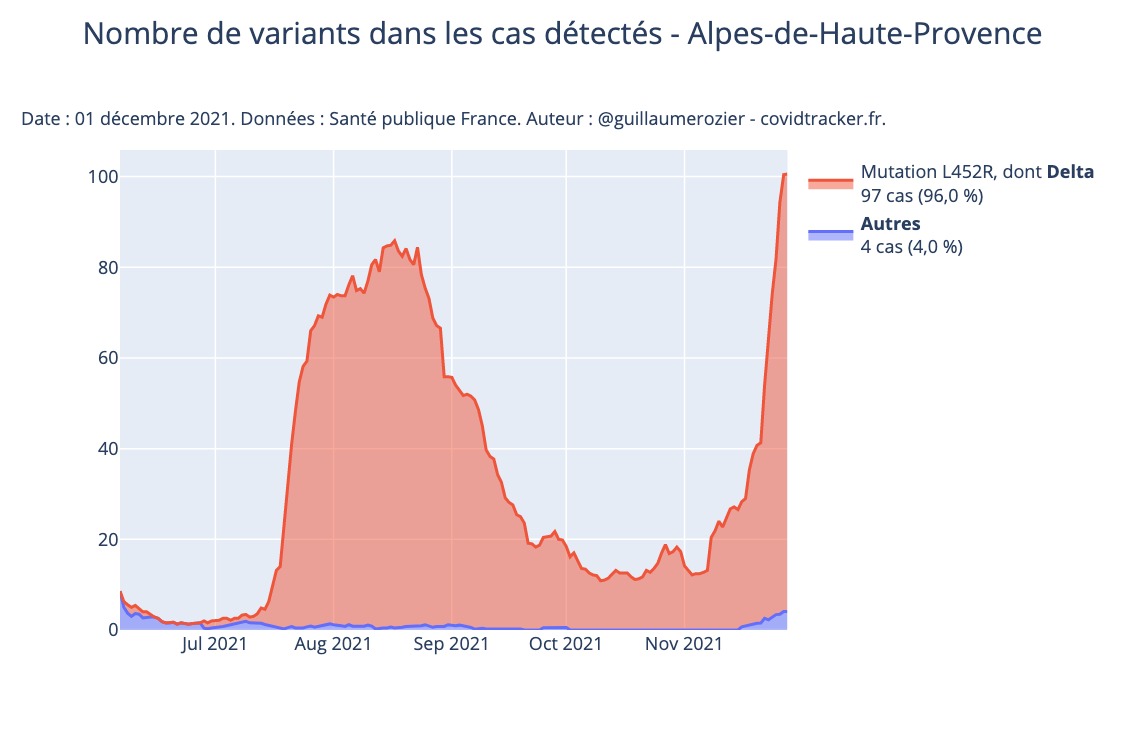 Nombre de variants dans les cas détectés - Alpes-de-Haute-Provence
Date : 01 décembre 2021. Données : Santé publique France. Auteur : @guillaumerozier - covidtracker.fr.
Mutation L452R, dont Delta
97 cas (96,0 %)
Autres
4 cas (4,0 %)
100
80
60
40
20
0
Jul 2021
Aug 2021
Sep 2021
Oct 2021
Nov 2021